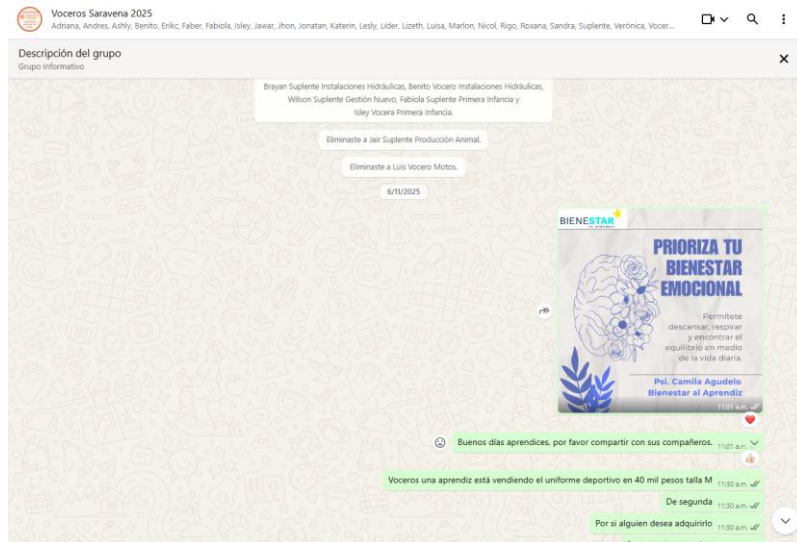 Voceros Saravena 2025
Adriana, Andres, Ashly, Benito, Erikc, Faber, Fabiola, Isley, Jawar, Jhon, Jonatan, Katerin, Lesly, Lider, Lizeth, Luisa, Marlon, Nicol, Rigo, Roxana, Sandra, Suplente, Verónica, Vocer...
Descripción del grupo
Grupo Informativo
Brayan Suplente Instalaciones Hidráulicas, Benito Vocero Instalaciones Hidráulicas,
Wilson Suplente Gestión Nuevo, Fabiola Suplente Primera Infancia y
Isley Vocera Primera Infancia.
Eliminaste a Jair Suplente Producción Animal.
Eliminaste a Luis Vocero Motos.
6/11/2025
BIENESTAR
AL APRENDIZ
PRIORIZA TU
BIENESTAR
EMOCIONAL
Permítete
descansar, respirar
y encontrar el
equilibrio en medio
de la vida diaria.
Psi. Camila Agudelo
Bienestar al Aprendiz
11:01 a.m.
Buenos días aprendices, por favor compartir con sus compañeros. 11:01 a.m.
Voceros una aprendiz está vendiendo el uniforme deportivo en 40 mil pesos talla M 11:30 a.m.
De segunda 11:30 a.m.
Por si alguien desea adquirirlo 11:30 a.m.